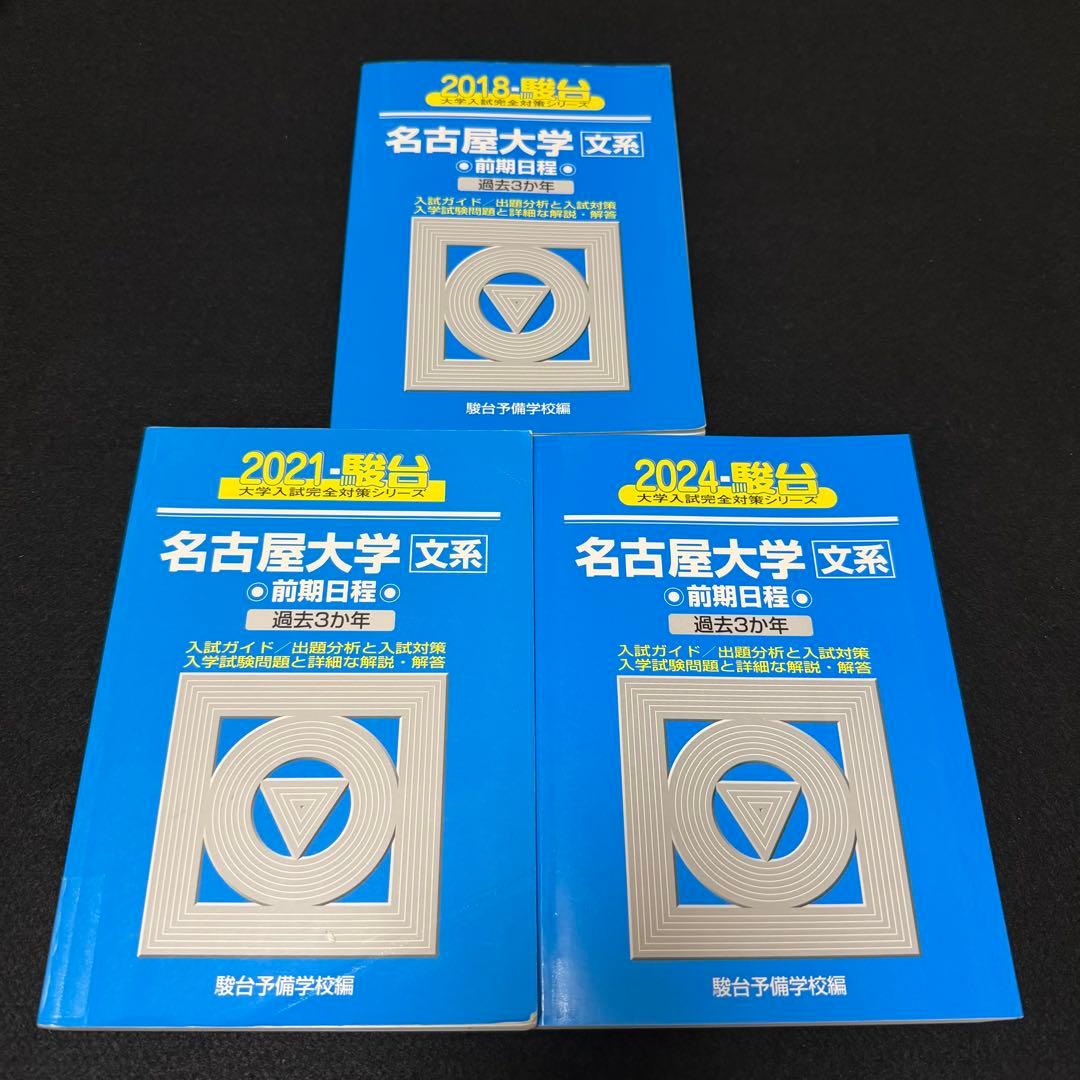 2018-駿台
大学入試完全対策シリーズ
名古屋大学 文系
前期日程
過去3か年
入試ガイド/出題分析と入試対策
入学試験問題と詳細な解説・解答
駿台予備学校編
2021-駿台
大学入試完全対策シリーズ
名古屋大学 文系
前期日程
過去3か年
入試ガイド/出題分析と入試対策
入学試験問題と詳細な解説・解答
駿台予備学校編
2024-駿台
大学入試完全対策シリーズ
名古屋大学 文系
前期日程
過去3か年
入試ガイド/出題分析と入試対策
入学試験問題と詳細な解説・解答
駿台予備学校編